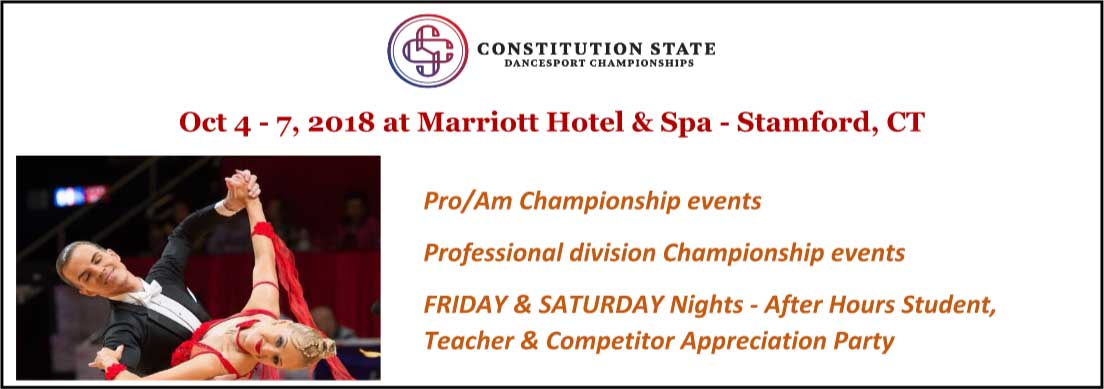 CONSTITUTION STATE
DANCESPORT CHAMPIONSHIPS
Oct 4 - 7, 2018 at Marriott Hotel & Spa - Stamford, CT
Pro/Am Championship events
Professional division Championship events
FRIDAY & SATURDAY Nights - After Hours Student,
Teacher & Competitor Appreciation Party